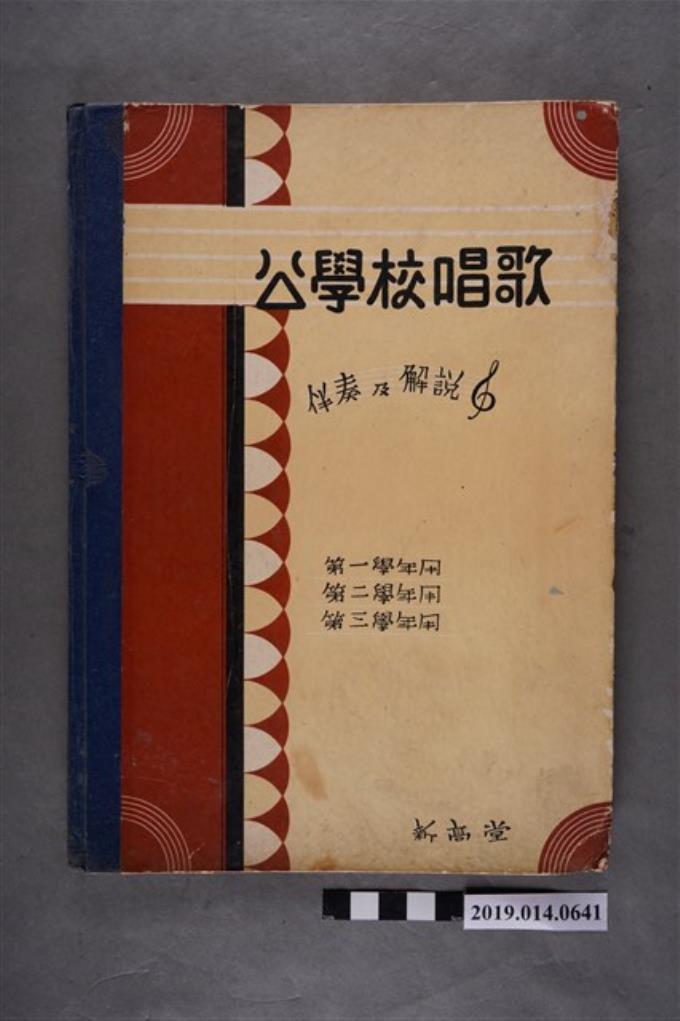 公學校唱歌
伴奏及解説
第一學年用
第二學年用
第三學年用
新高堂
2019.014.0641